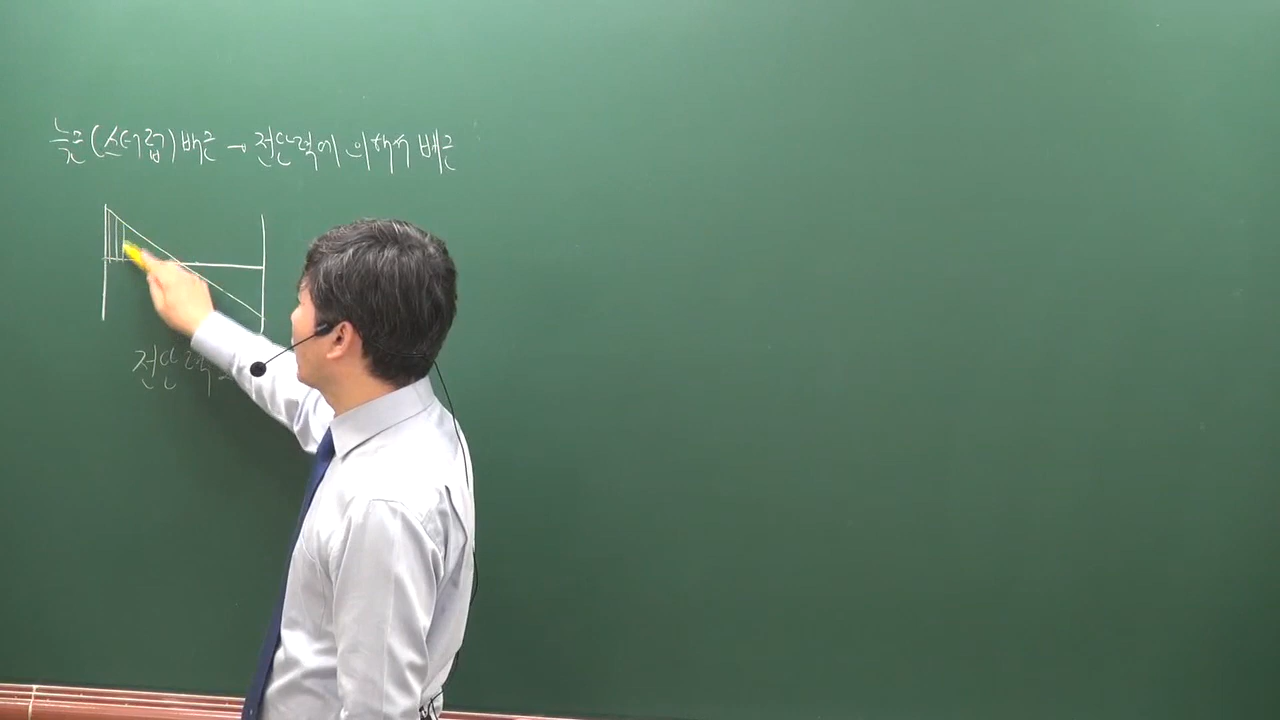 늑근(스터럽)배근 → 전단력에 의해서 배근
전단력